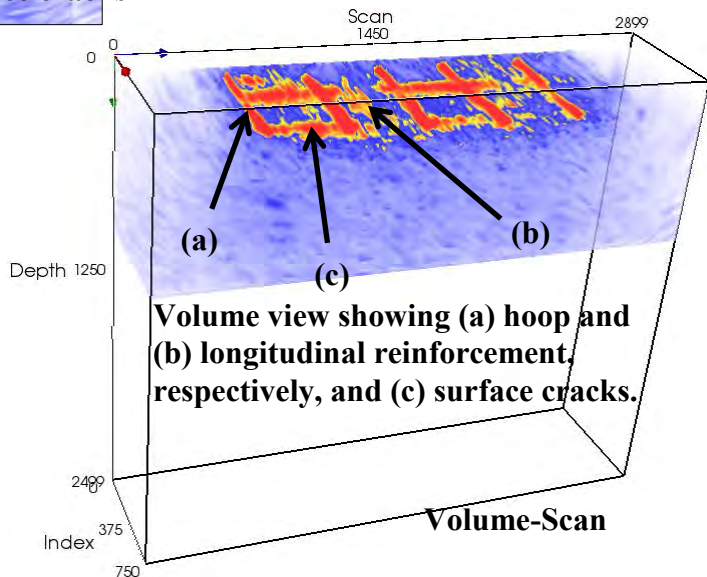 Scan
0 1450 2899
0
(a) (b)
(c)
Depth 1250
Volume view showing (a) hoop and
(b) longitudinal reinforcement,
respectively, and (c) surface cracks.
2499
0
Volume-Scan
Index 375
750